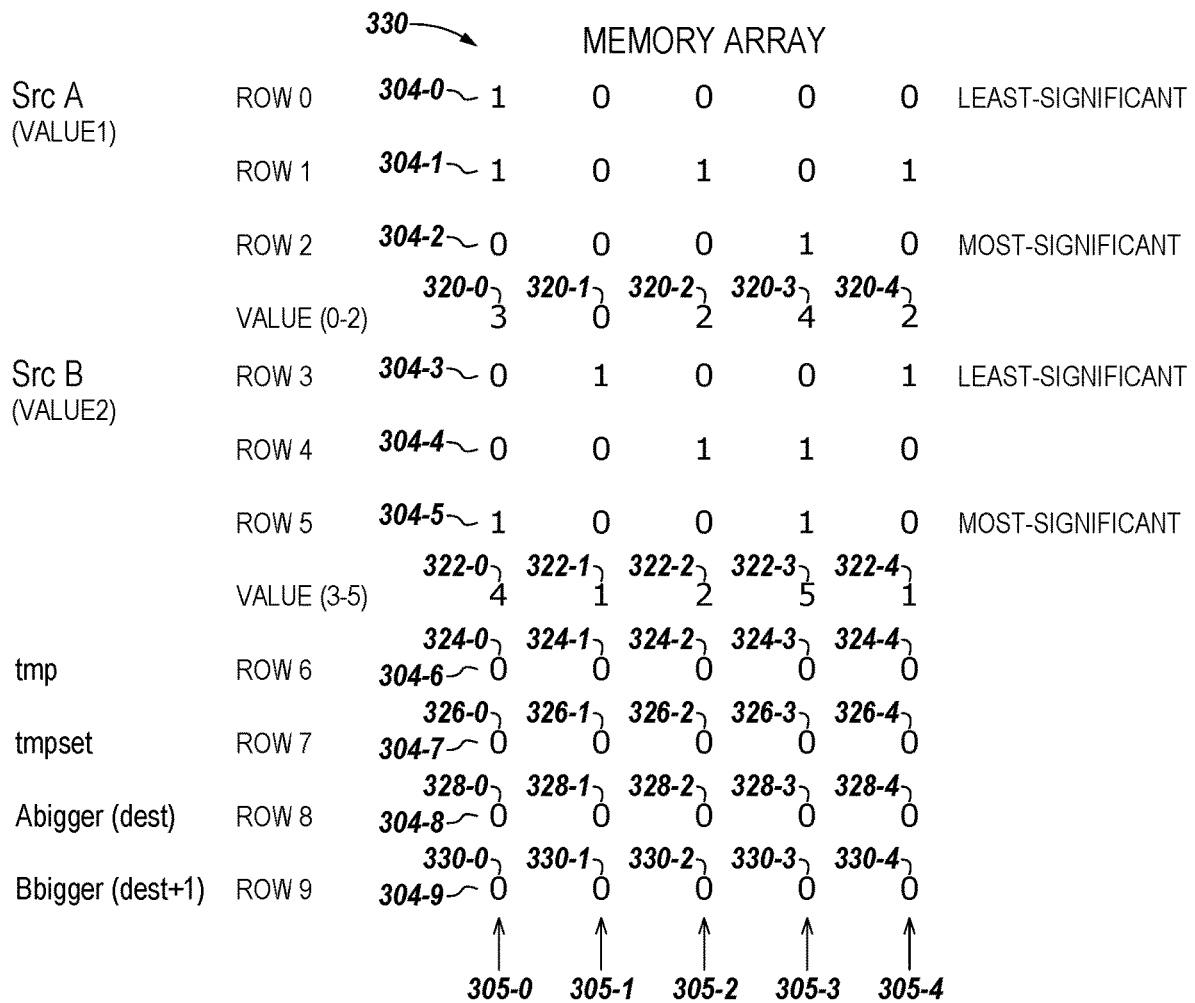 330 MEMORY ARRAY
Src A ROW 0 304-0 1 0 0 0 0 LEAST-SIGNIFICANT
(VALUE1)
ROW 1 304-1 1 0 1 0 1
ROW 2 304-2 0 0 0 1 0 MOST-SIGNIFICANT
320-0 320-1 320-2 320-3 320-4
VALUE (0-2) 3 0 2 4 2
Src B ROW 3 304-3 0 1 0 0 1 LEAST-SIGNIFICANT
(VALUE2)
ROW 4 304-4 0 0 1 1 0
ROW 5 304-5 1 0 0 1 0 MOST-SIGNIFICANT
322-0 322-1 322-2 322-3 322-4
VALUE (3-5) 4 1 2 5 1
324-0 324-1 324-2 324-3 324-4
tmp ROW 6 304-6 0 0 0 0 0
326-0 326-1 326-2 326-3 326-4
tmpset ROW 7 304-7 0 0 0 0 0
328-0 328-1 328-2 328-3 328-4
Abigger (dest) ROW 8 304-8 0 0 0 0 0
330-0 330-1 330-2 330-3 330-4
Bbigger (dest+1) ROW 9 304-9 0 0 0 0 0
305-0 305-1 305-2 305-3 305-4